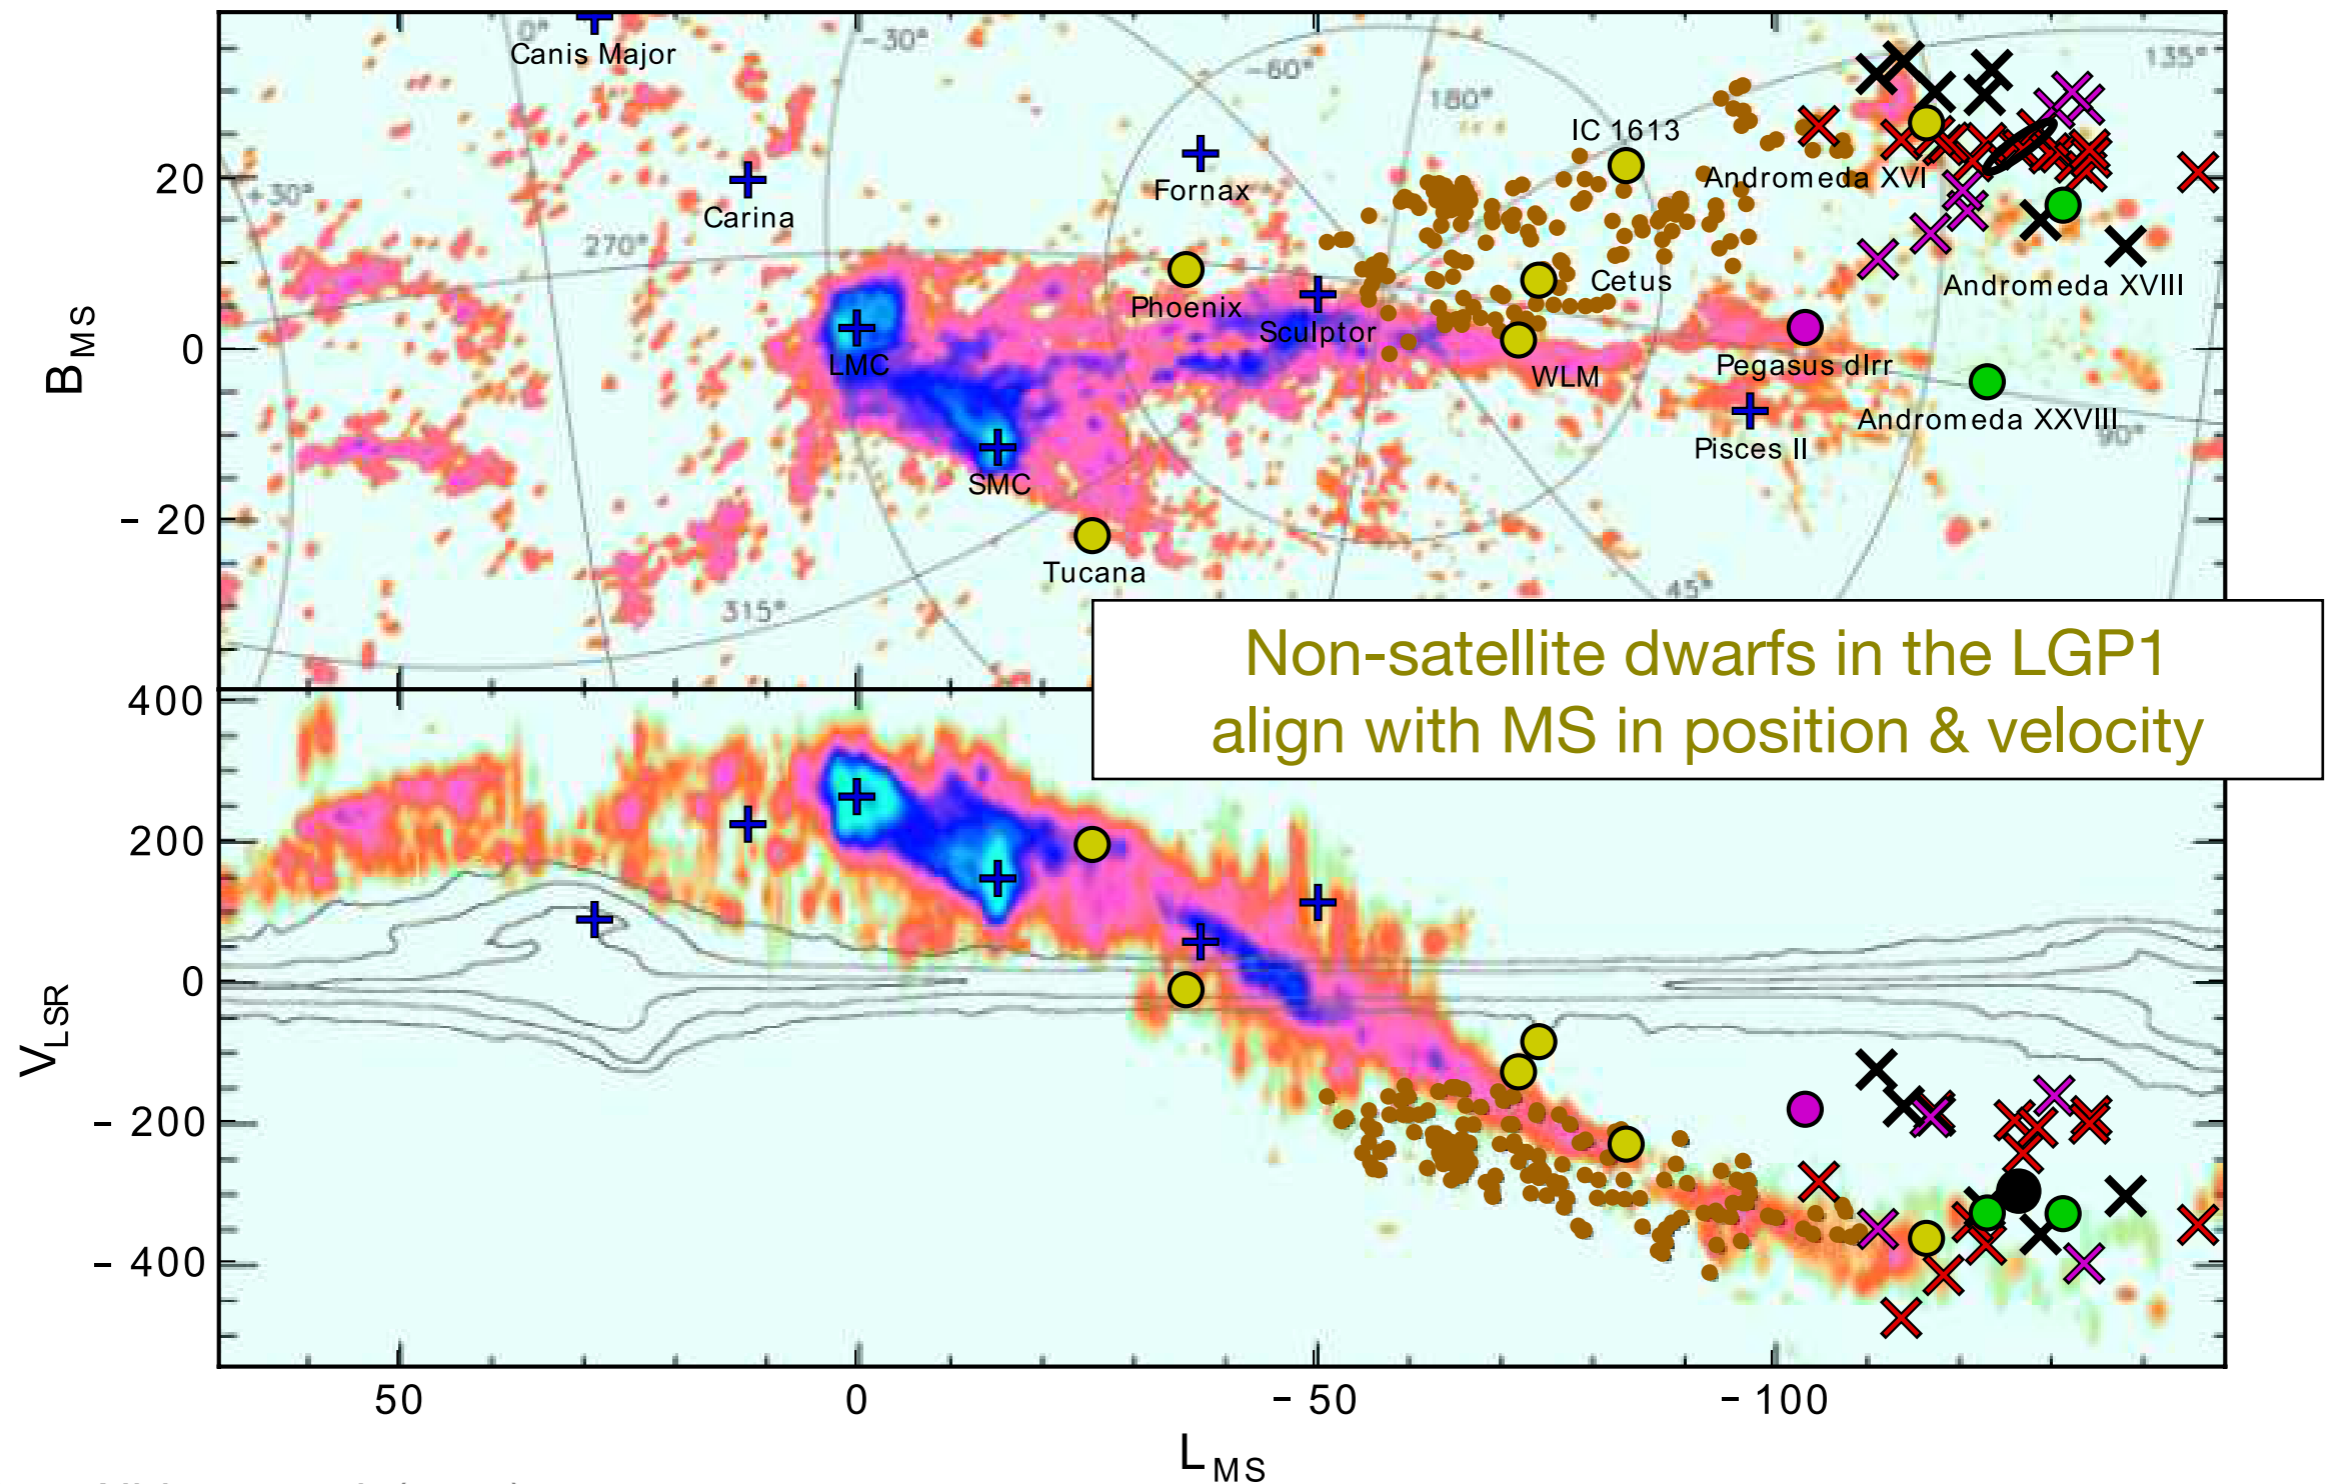 0°
-30°
Canis Major
-60°
135°
180°
IC 1613
20
+30°
Fornax
Andromeda XVI
Carina
270°
Cetus
Andromeda XVIII
Phoenix
Sculptor
B MS
0
LMC
WLM
Pegasus dIrr
Andromeda XXVIII
90°
Pisces II
SMC
- 20
Tucana
45°
315°
Non-satellite dwarfs in the LGP1
align with MS in position & velocity
400
200
0
V LSR
- 200
- 400
50
0
- 50
- 100
L MS